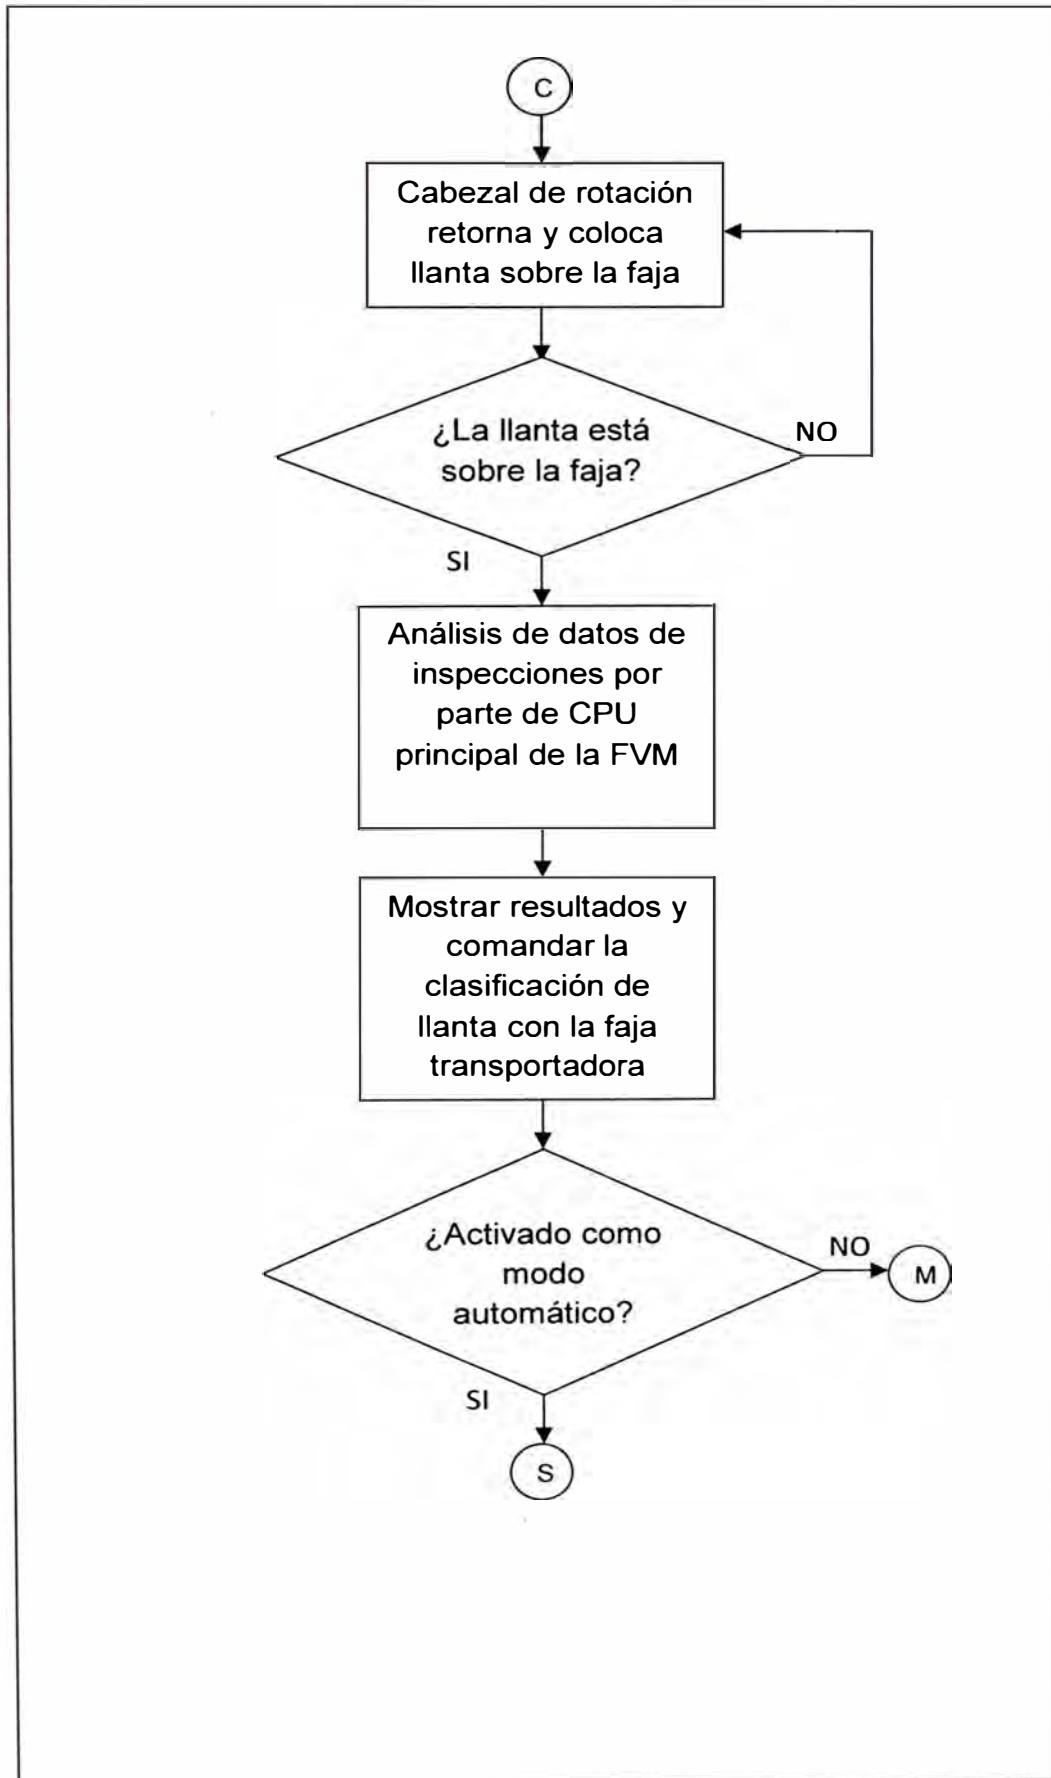 C
Cabezal de rotación
retorna y coloca
llanta sobre la faja
¿La llanta está
sobre la faja?
NO
SI
Análisis de datos de
inspecciones por
parte de CPU
principal de la FVM
Mostrar resultados y
comandar la
clasificación de
llanta con la faja
transportadora
¿Activado como
modo
automático?
NO
M
SI
S